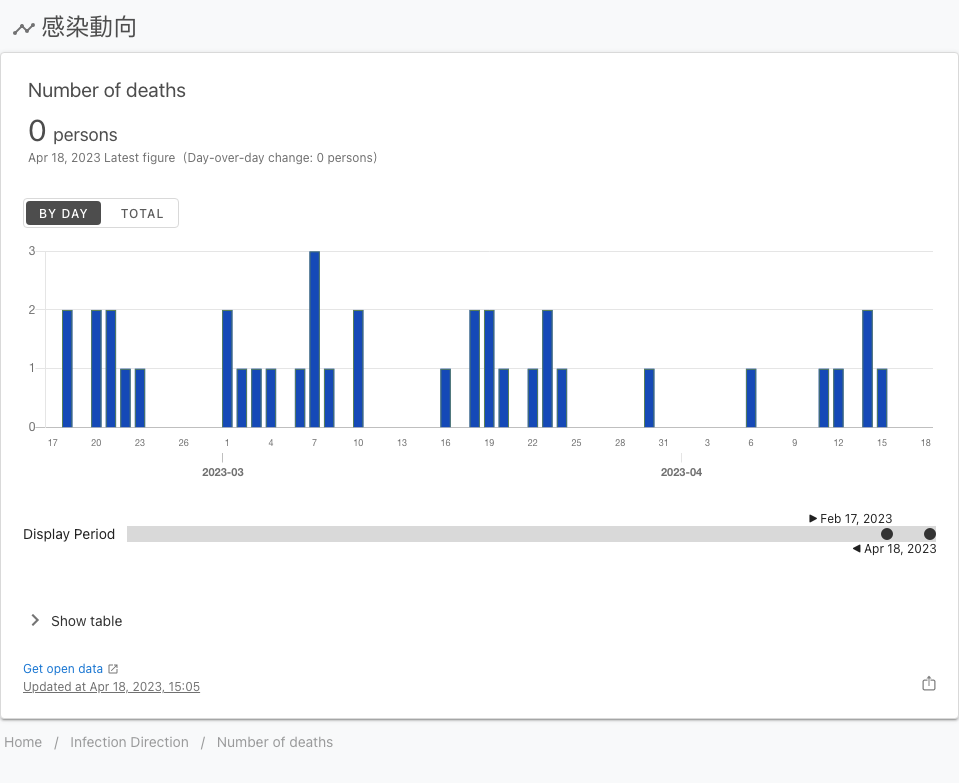 感染動向
Number of deaths
0 persons
Apr 18, 2023 Latest figure (Day-over-day change: 0 persons)
BY DAY TOTAL
3
2
1
0
17 20 23 26 1 4 7 10 13 16 19 22 25 28 31 3 6 9 12 15 18
2023-03 2023-04
Feb 17, 2023
Display Period
Apr 18, 2023
Show table
Get open data
Updated at Apr 18, 2023, 15:05
Home / Infection Direction / Number of deaths